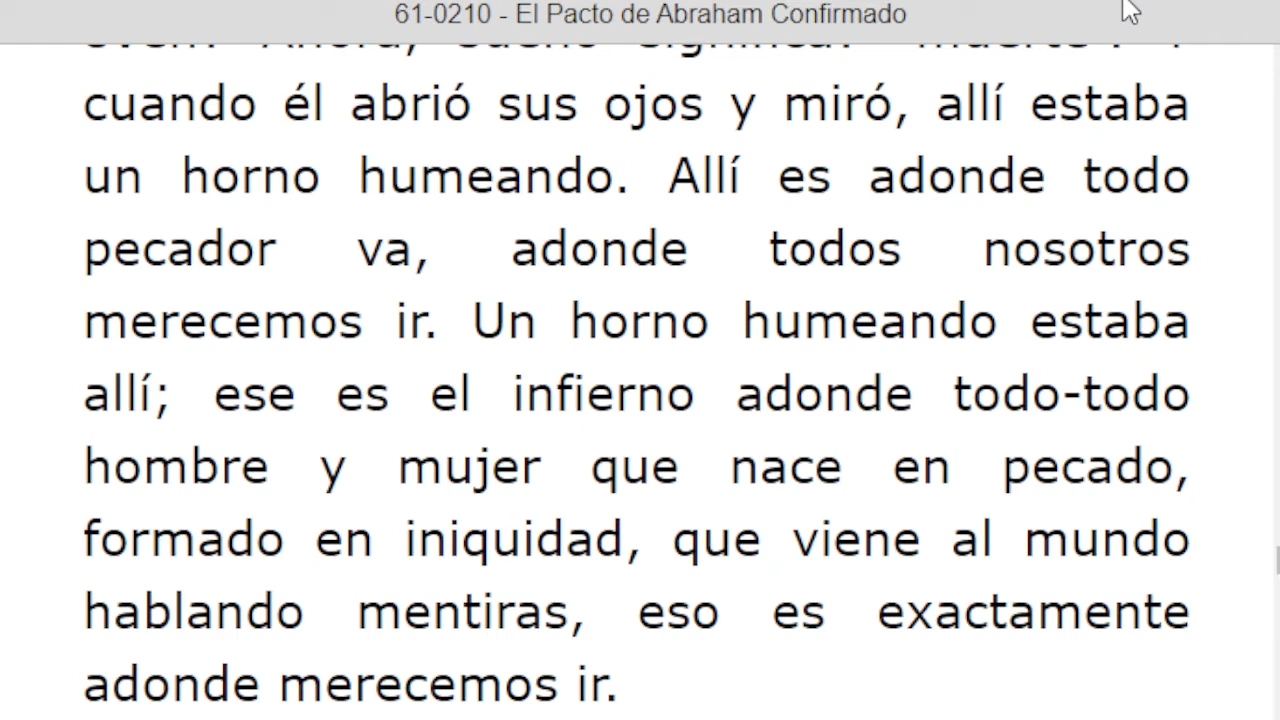 61-0210 - El Pacto de Abraham Confirmado
cuando él abrió sus ojos y miró, allí estaba
un horno humeando. Allí es adonde todo
pecador va, adonde todos nosotros
merecemos ir. Un horno humeando estaba
allí; ese es el infierno adonde todo-todo
hombre y mujer que nace en pecado,
formado en iniquidad, que viene al mundo
hablando mentiras, eso es exactamente
adonde merecemos ir.